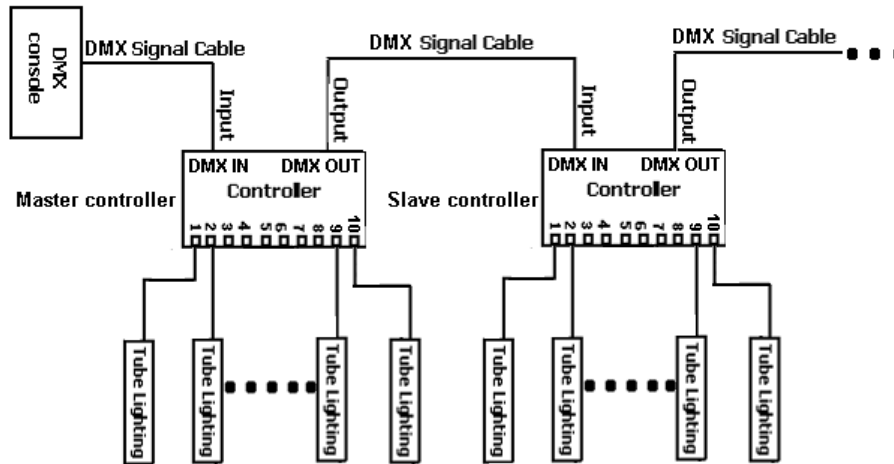 DMX
console
DMX Signal Cable
DMX Signal Cable
DMX Signal Cable
Input
Output
Input
Output
DMX IN DMX OUT
Controller
Master controller
1 2 3 4 5 6 7 8 9 10
DMX IN DMX OUT
Controller
Slave controller
1 2 3 4 5 6 7 8 9 10
Tube Lighting
Tube Lighting
Tube Lighting
Tube Lighting
Tube Lighting
Tube Lighting
Tube Lighting
Tube Lighting